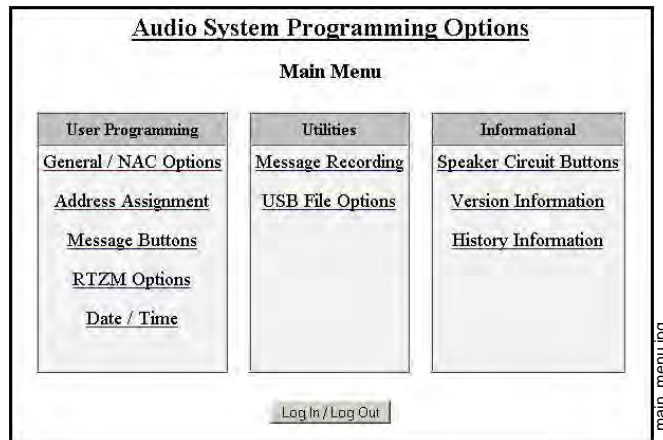 Audio System Programming Options
Main Menu
User Programming
General / NAC Options
Address Assignment
Message Buttons
RTZM Options
Date / Time
Utilities
Message Recording
USB File Options
Informational
Speaker Circuit Buttons
Version Information
History Information
Log In / Log Out
main_menu.jpg